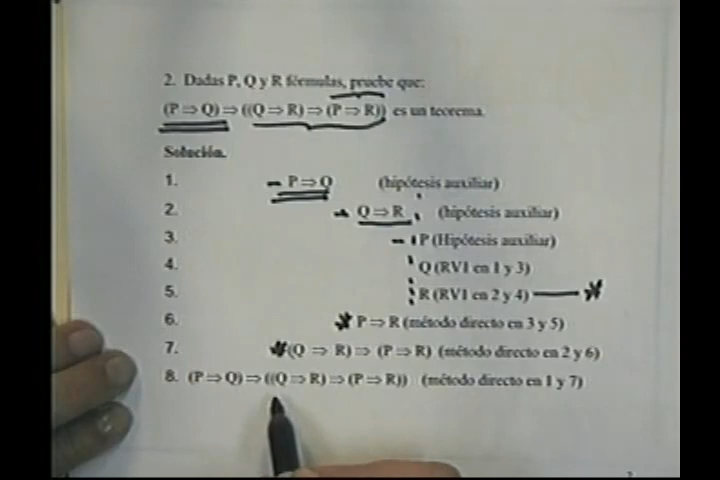 2. Dadas P, Q y R fórmulas, pruebe que:
(P ⇒ Q) ⇒ ((Q ⇒ R) ⇒ (P ⇒ R)) es un teorema.
Solución.
1. P ⇒ Q (hipótesis auxiliar)
2. Q ⇒ R (hipótesis auxiliar)
3. P (Hipótesis auxiliar)
4. Q (RV1 en 1 y 3)
5. R (RV1 en 2 y 4)
6. P ⇒ R (método directo en 3 y 5)
7. (Q ⇒ R) ⇒ (P ⇒ R) (método directo en 2 y 6)
8. (P ⇒ Q) ⇒ ((Q ⇒ R) ⇒ (P ⇒ R)) (método directo en 1 y 7)